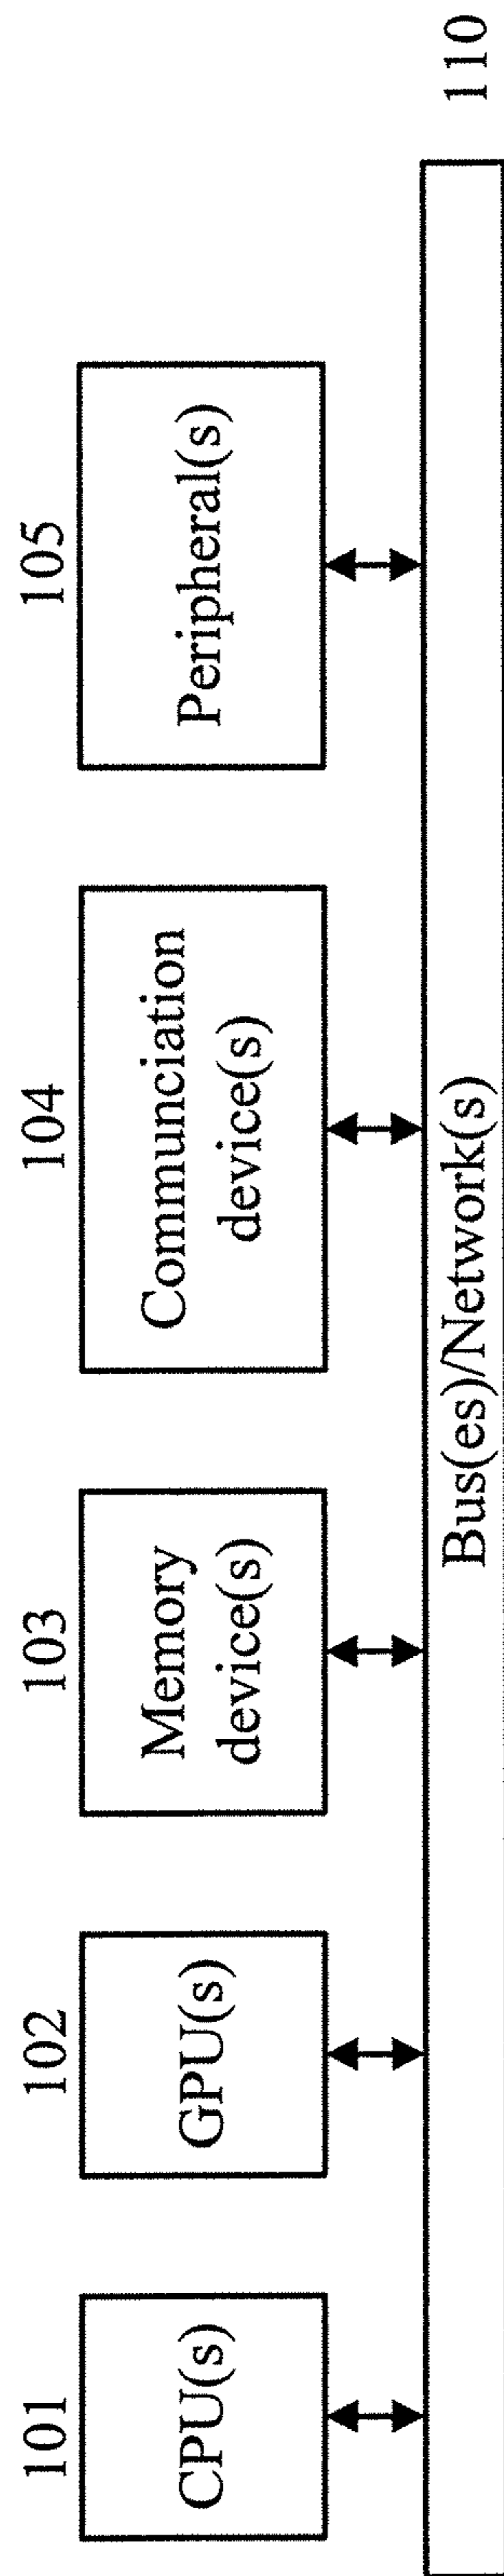 101
CPU(s)
102
GPU(s)
103
Memory
device(s)
104
Communciation
device(s)
105
Peripheral(s)
Bus(es)/Network(s)
110